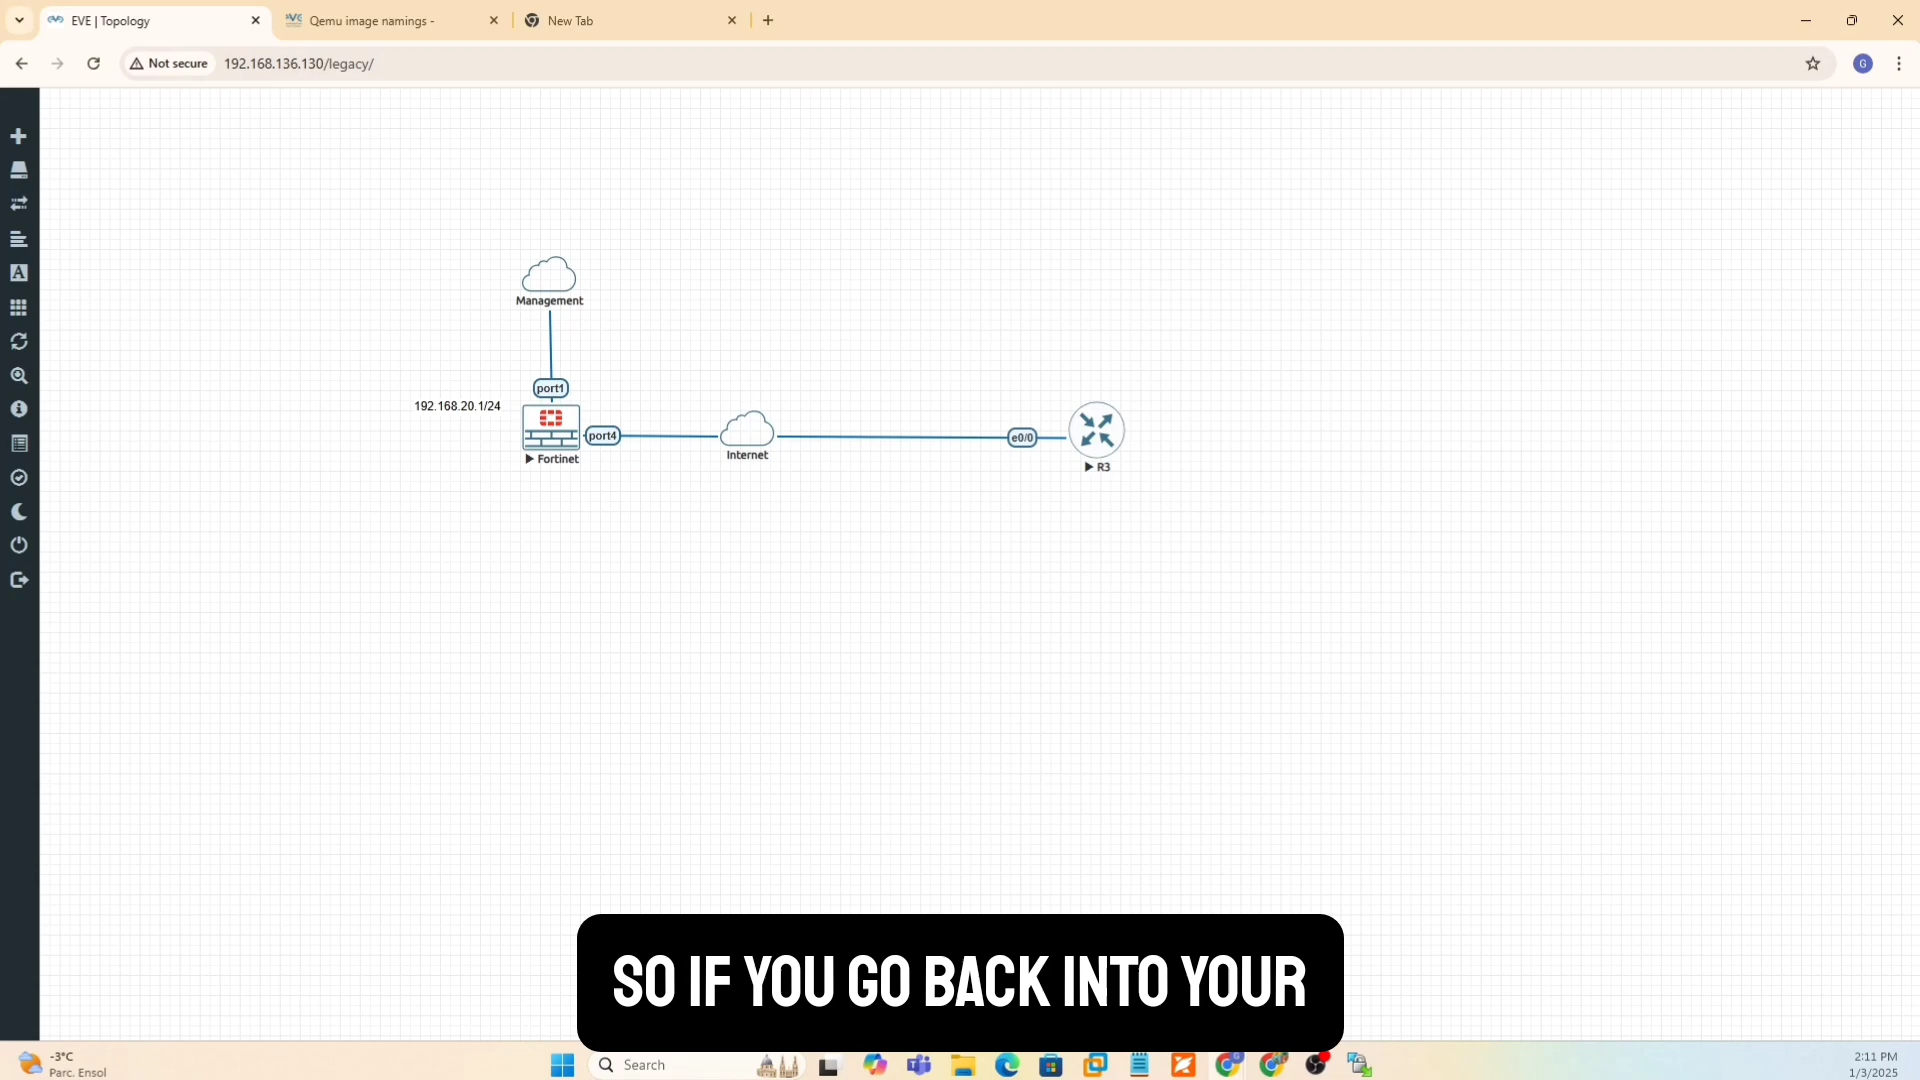 EVE | Topology
Qemu image namings -
New Tab
Not secure
192.168.136.130/legacy/
G
A
Management
port1
192.168.20.1/24
port4
Internet
e0/0
Fortinet
R3
SO IF YOU GO BACK INTO YOUR
-3°C
Parc. Ensol
Search
2:11 PM
1/3/2025